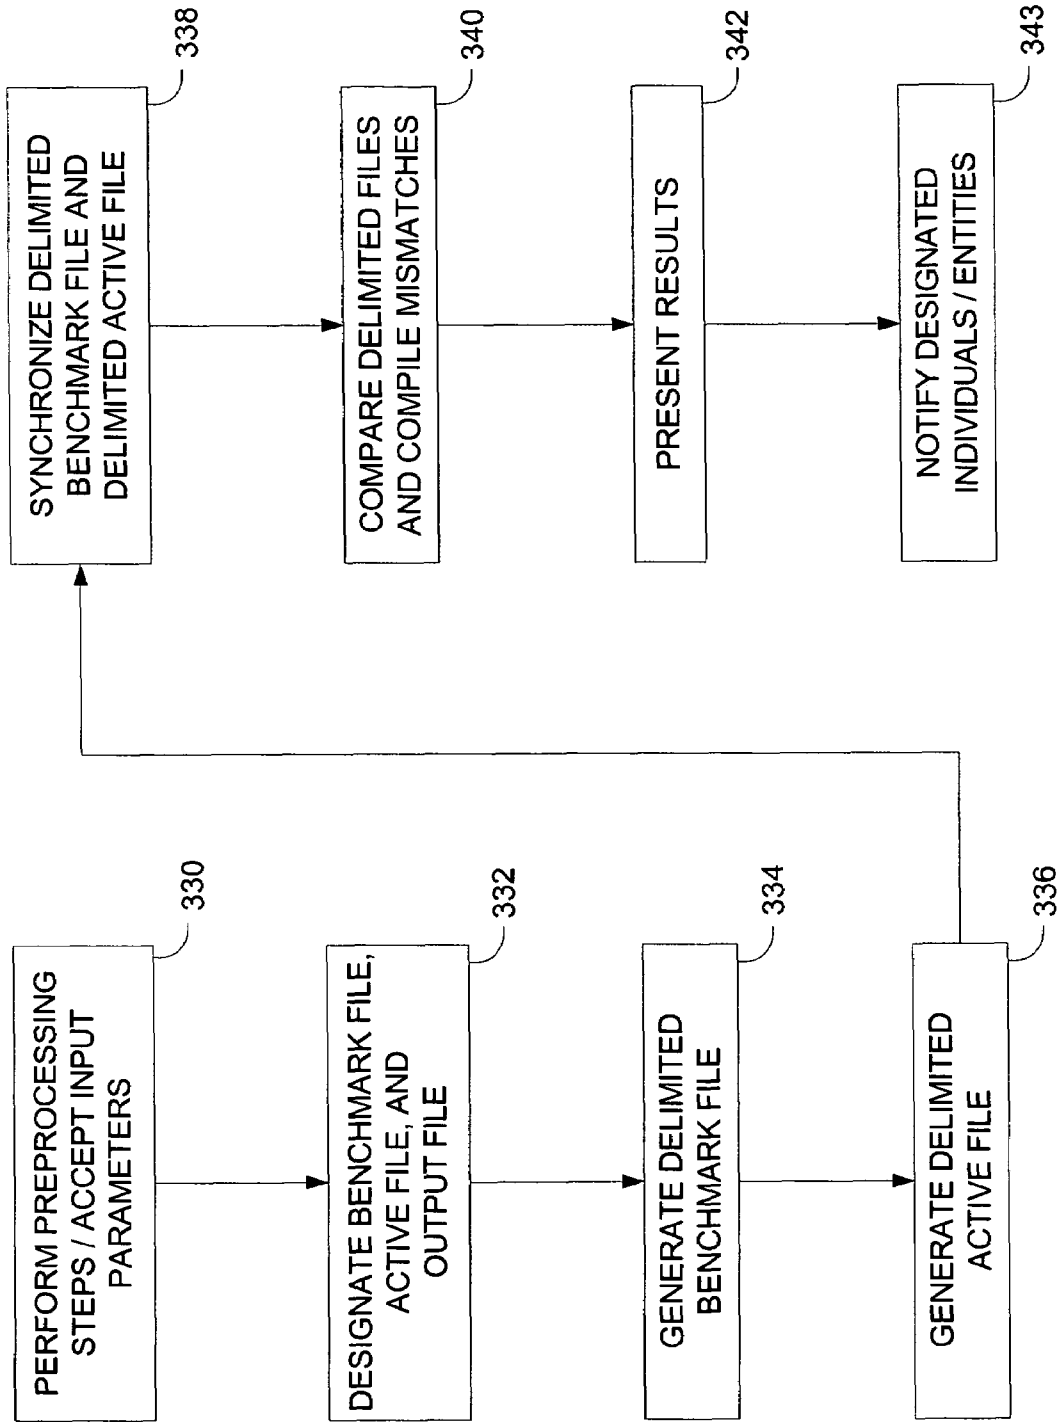 PERFORM PREPROCESSING
STEPS / ACCEPT INPUT
PARAMETERS
330
DESIGNATE BENCHMARK FILE,
ACTIVE FILE, AND
OUTPUT FILE
332
GENERATE DELIMITED
BENCHMARK FILE
334
GENERATE DELIMITED
ACTIVE FILE
336
SYNCHRONIZE DELIMITED
BENCHMARK FILE AND
DELIMITED ACTIVE FILE
338
COMPARE DELIMITED FILES
AND COMPILE MISMATCHES
340
PRESENT RESULTS
342
NOTIFY DESIGNATED
INDIVIDUALS / ENTITIES
343